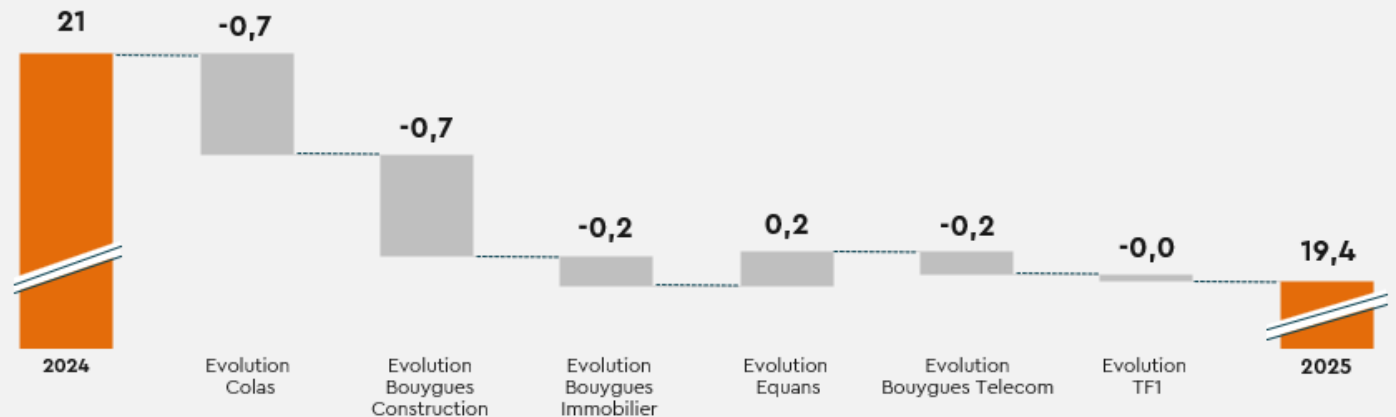 21
-0,7
-0,7
-0,2
0,2
-0,2
-0,0
19,4
2024
Evolution
Colas
Evolution
Bouygues
Construction
Evolution
Bouygues
Immobilier
Evolution
Equans
Evolution
Bouygues Telecom
Evolution
TF1
2025